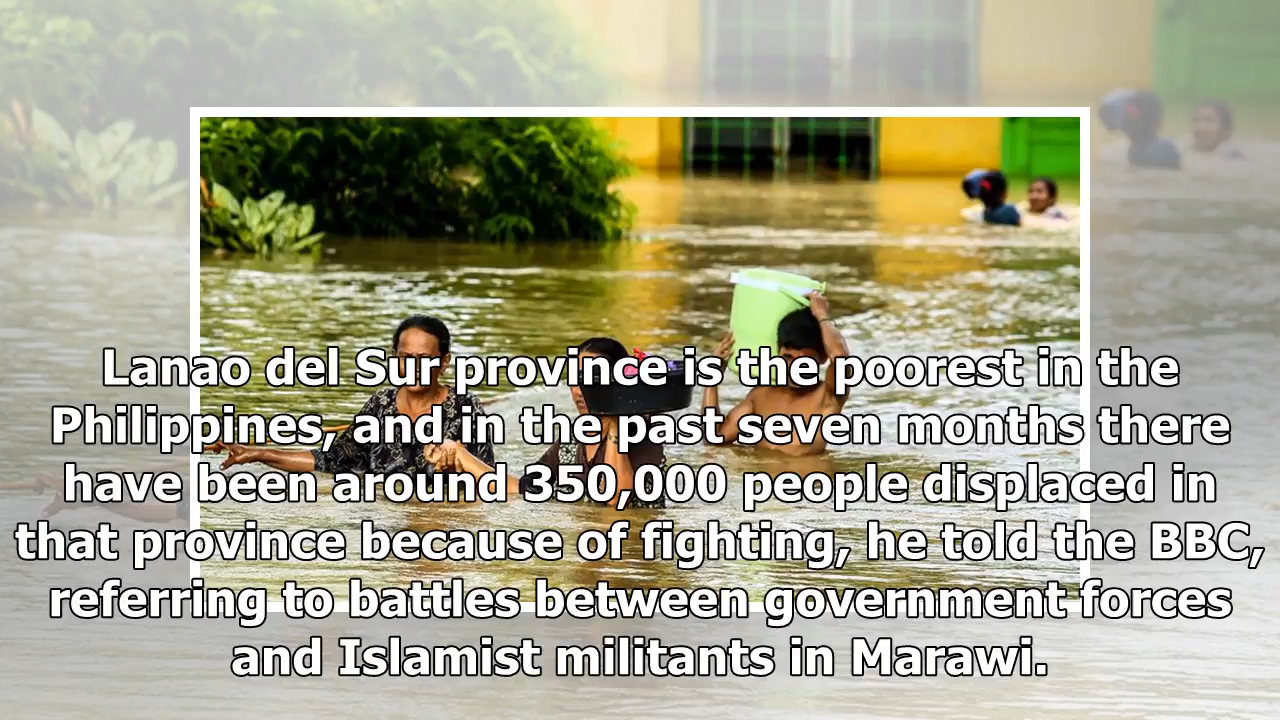 Lanao del Sur province is the poorest in the
Philippines, and in the past seven months there
have been around 350,000 people displaced in
that province because of fighting, he told the BBC,
referring to battles between government forces
and Islamist militants in Marawi.